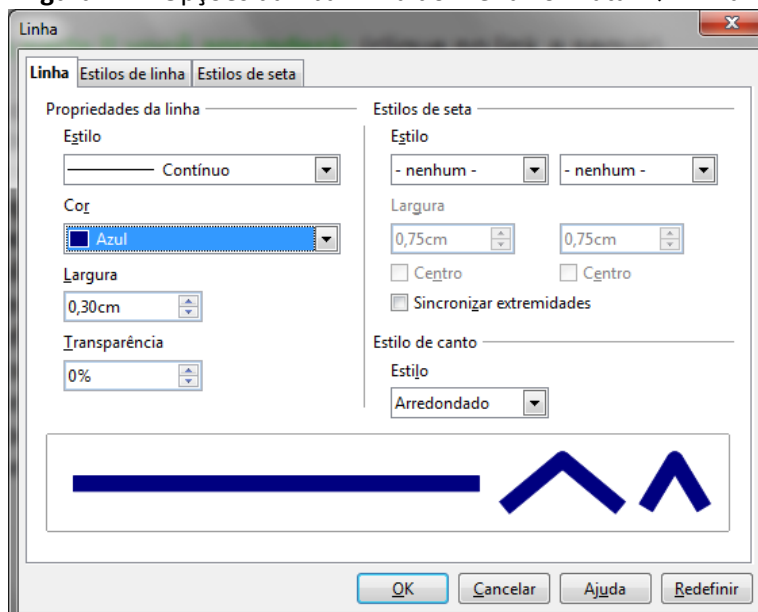 Linha
Linha Estilos de linha Estilos de seta
Propriedades da linha
Estilo
Contínuo
Cor
Azul
Largura
0,30cm
Transparência
0%
Estilos de seta
Estilo
- nenhum - - nenhum -
Largura
0,75cm 0,75cm
Centro Centro
Sincronizar extremidades
Estilo de canto
Estilo
Arredondado
OK Cancelar Ajuda Redefinir